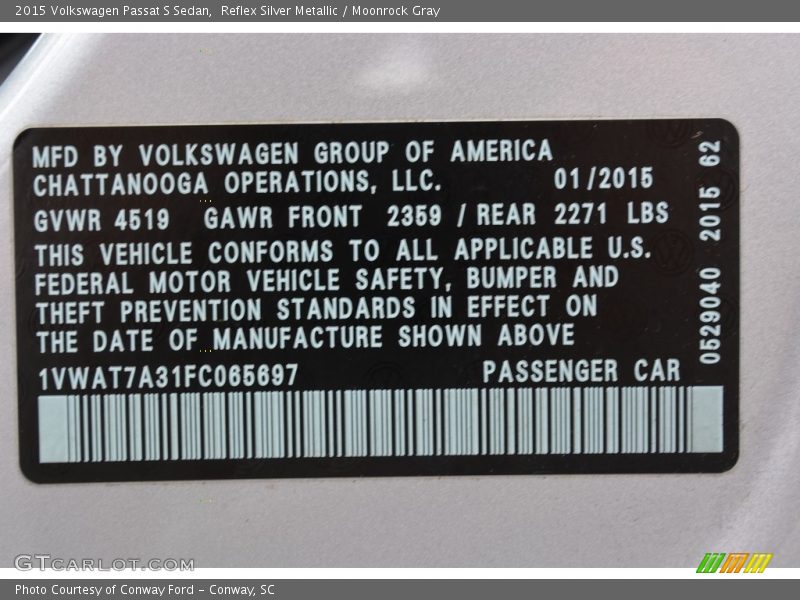 2015 Volkswagen Passat S Sedan,  Reflex Silver Metallic / Moonrock Gray
MFD BY VOLKSWAGEN GROUP OF AMERICA
CHATTANOOGA OPERATIONS, LLC. 01/2015
GVWR 4519 GAWR FRONT 2359 / REAR 2271 LBS
THIS VEHICLE CONFORMS TO ALL APPLICABLE U.S.
FEDERAL MOTOR VEHICLE SAFETY, BUMPER AND
THEFT PREVENTION STANDARDS IN EFFECT ON
THE DATE OF MANUFACTURE SHOWN ABOVE
1VWAT7A31FC065697 PASSENGER CAR
0529040 2015 62
GTCARLOT.COM
Photo Courtesy of Conway Ford – Conway, SC